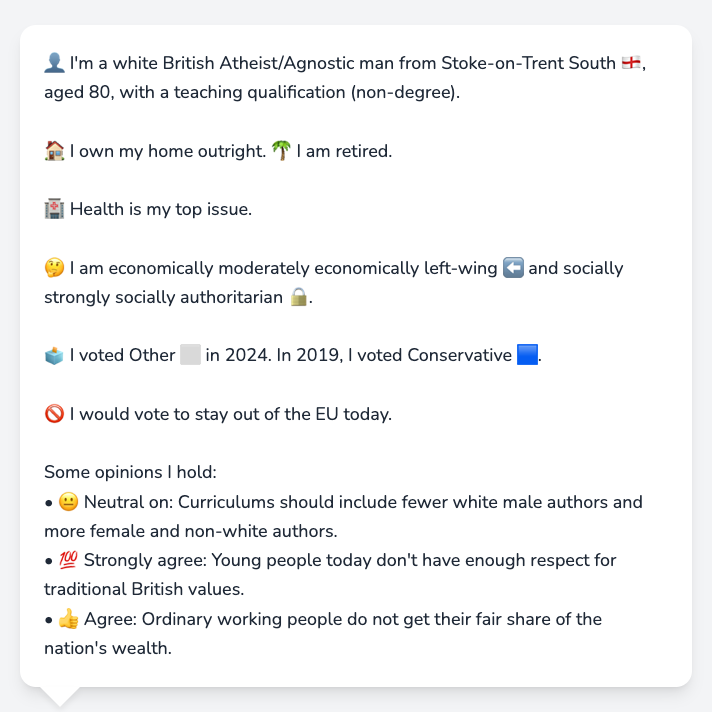 👤 I'm a white British Atheist/Agnostic man from Stoke-on-Trent South 🏴󠁧󠁢󠁥󠁮󠁧󠁿,
aged 80, with a teaching qualification (non-degree).
🏠 I own my home outright. 🌴 I am retired.
🏥 Health is my top issue.
🤔 I am economically moderately economically left-wing ⬅️ and socially
strongly socially authoritarian 🔒.
🗳️ I voted Other ⬜ in 2024. In 2019, I voted Conservative 🟦.
🚫 I would vote to stay out of the EU today.
Some opinions I hold:
• 😐 Neutral on: Curriculums should include fewer white male authors and
more female and non-white authors.
• 💯 Strongly agree: Young people today don't have enough respect for
traditional British values.
• 👍 Agree: Ordinary working people do not get their fair share of the
nation's wealth.